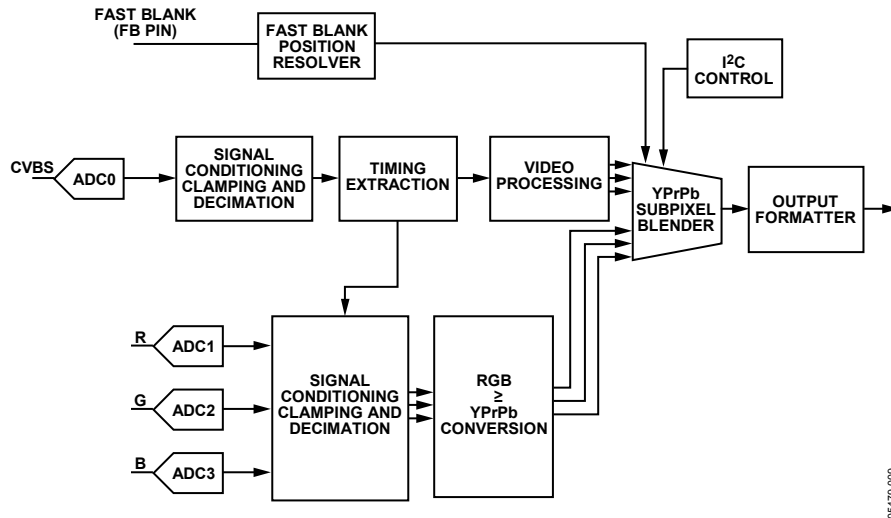 FAST BLANK
(FB PIN)
FAST BLANK
POSITION
RESOLVER
I²C
CONTROL
CVBS
ADC0
SIGNAL
CONDITIONING
CLAMPING AND
DECIMATION
TIMING
EXTRACTION
VIDEO
PROCESSING
YPrPb
SUBPIXEL
BLENDER
OUTPUT
FORMATTER
R
ADC1
G
ADC2
B
ADC3
SIGNAL
CONDITIONING
CLAMPING AND
DECIMATION
RGB
≥
YPrPb
CONVERSION